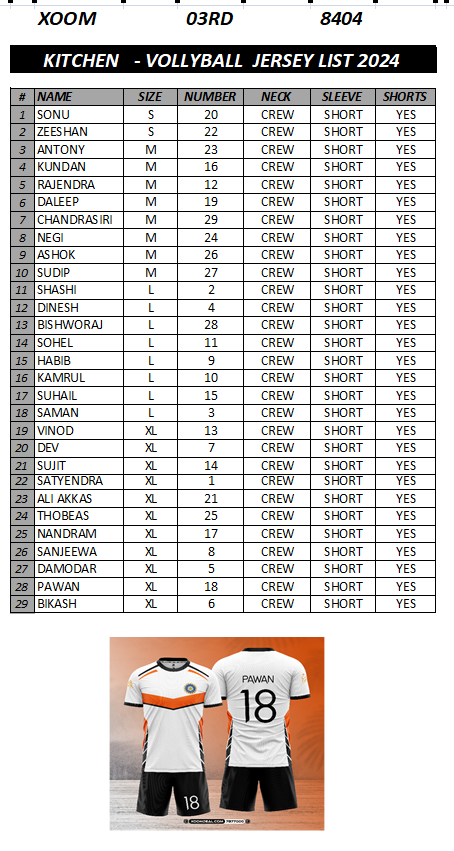 XOOM 03RD 8404
KITCHEN - VOLLYBALL JERSEY LIST 2024
# NAME SIZE NUMBER NECK SLEEVE SHORTS
1 SONU S 20 CREW SHORT YES
2 ZEESHAN S 22 CREW SHORT YES
3 ANTONY M 23 CREW SHORT YES
4 KUNDAN M 16 CREW SHORT YES
5 RAJENDRA M 12 CREW SHORT YES
6 DALEEP M 19 CREW SHORT YES
7 CHANDRASIRI M 29 CREW SHORT YES
8 NEGI M 24 CREW SHORT YES
9 ASHOK M 26 CREW SHORT YES
10 SUDIP M 27 CREW SHORT YES
11 SHASHI L 2 CREW SHORT YES
12 DINESH L 4 CREW SHORT YES
13 BISHWORAJ L 28 CREW SHORT YES
14 SOHEL L 11 CREW SHORT YES
15 HABIB L 9 CREW SHORT YES
16 KAMRUL L 10 CREW SHORT YES
17 SUHAIL L 15 CREW SHORT YES
18 SAMAN L 3 CREW SHORT YES
19 VINOD XL 13 CREW SHORT YES
20 DEV XL 7 CREW SHORT YES
21 SUJIT XL 14 CREW SHORT YES
22 SATYENDRA XL 1 CREW SHORT YES
23 ALI AKKAS XL 21 CREW SHORT YES
24 THOBEAS XL 25 CREW SHORT YES
25 NANDRAM XL 17 CREW SHORT YES
26 SANJEEWA XL 8 CREW SHORT YES
27 DAMODAR XL 5 CREW SHORT YES
28 PAWAN XL 18 CREW SHORT YES
29 BIKASH XL 6 CREW SHORT YES
PAWAN
18
18